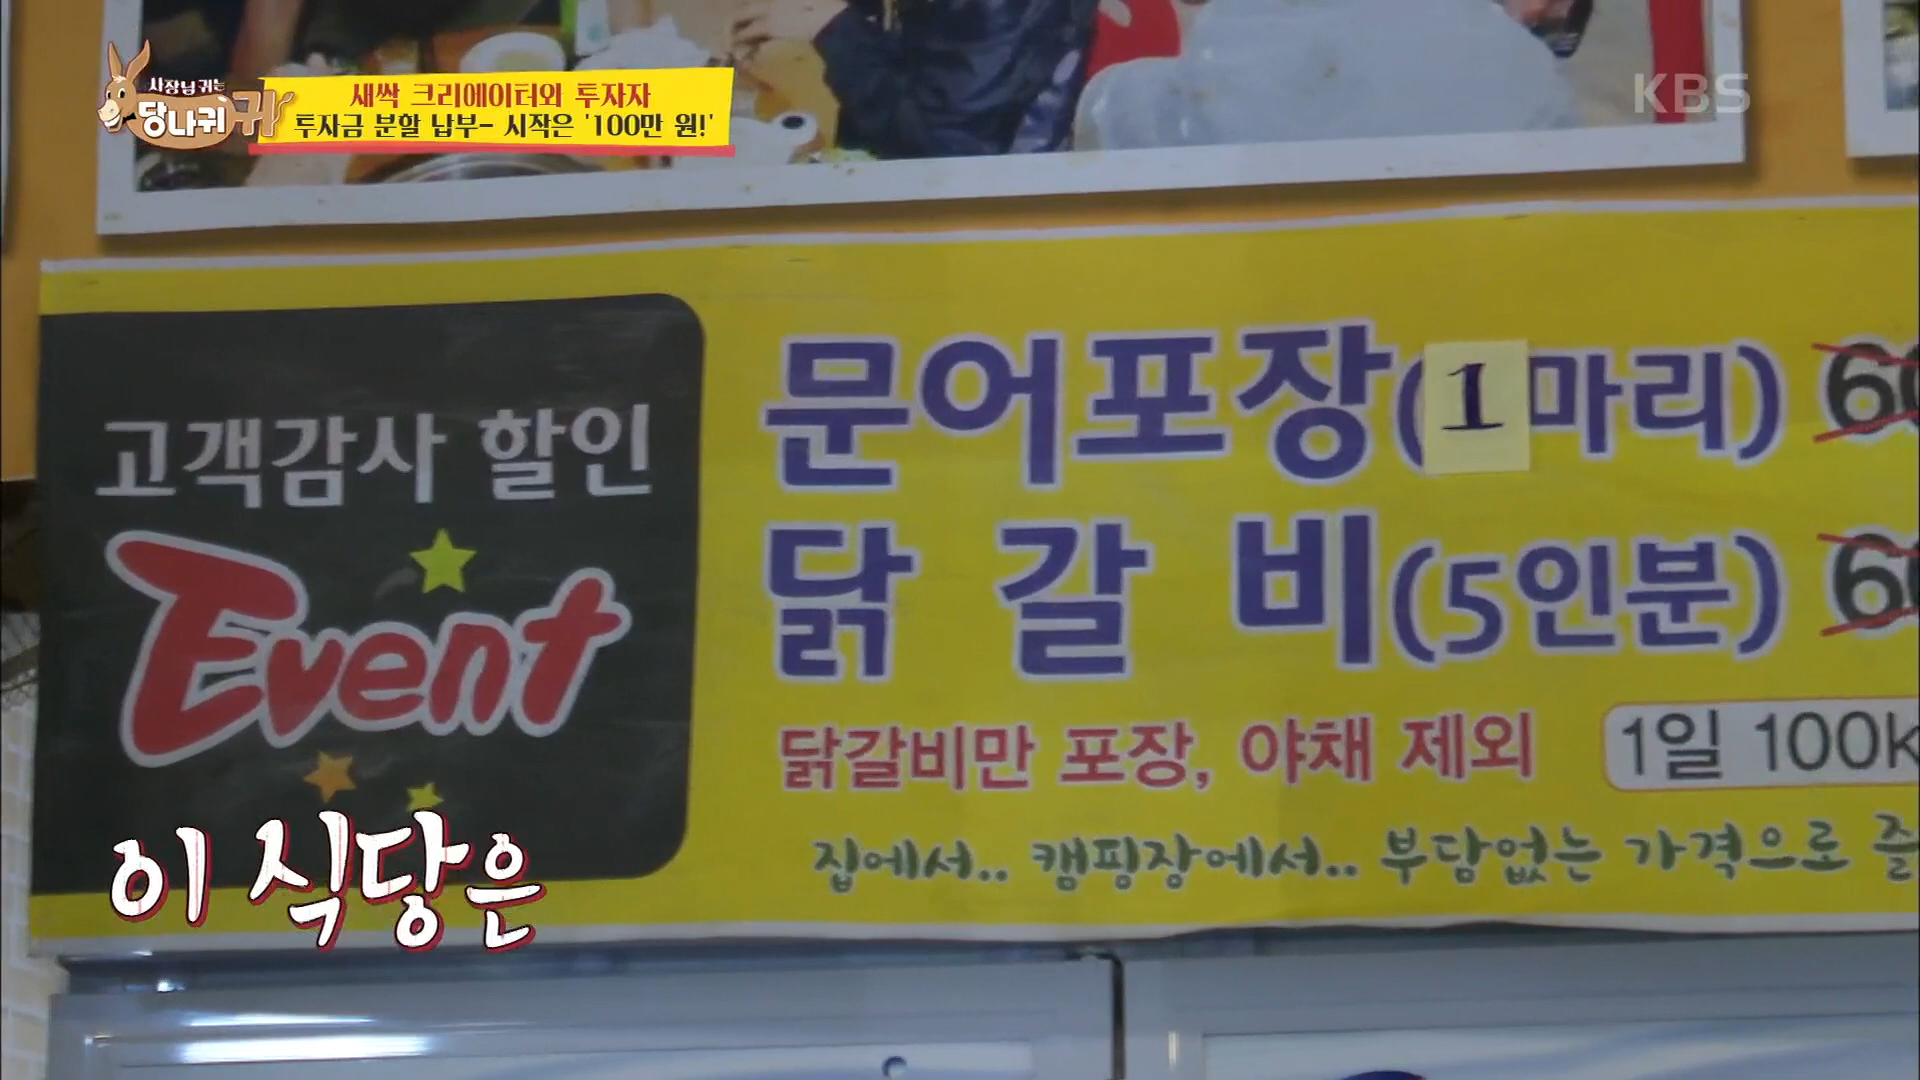 사장님 귀는
당나귀 귀
새싹 크리에이터와 투자자
투자금 분할 납부- 시작은 '100만 원!'
KBS
고객감사 할인
Event
문어포장(1마리)
닭갈비(5인분)
닭갈비만 포장, 야채 제외
1일 100k
집에서.. 캠핑장에서.. 부담없는 가격으로 즐
이 식당은